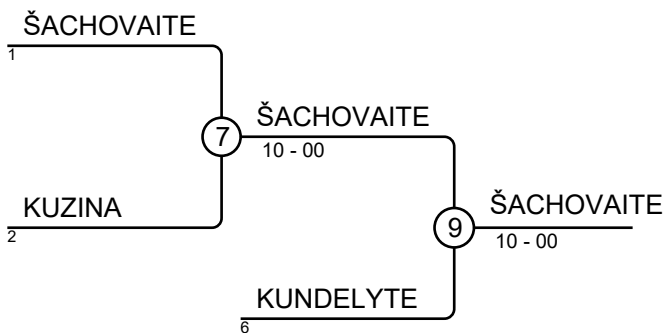 ŠACHOVAITE
1
7
ŠACHOVAITE
10 - 00
KUZINA
2
9
ŠACHOVAITE
10 - 00
KUNDELYTE
6